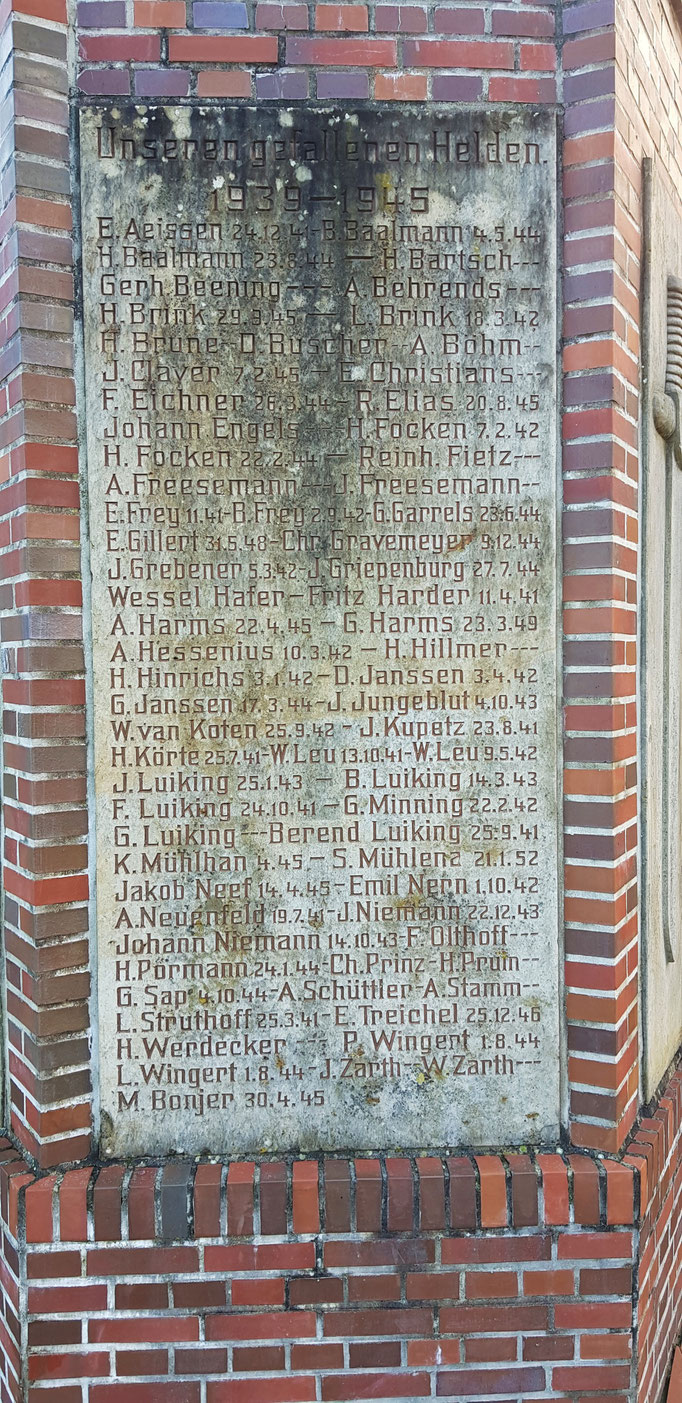 Unseren gefallenen Helden.
1939 – 1945
E. Aeissen 24.12.41 - B. Baalmann 4.5.44
H. Baalmann 23.8.44 – H. Bartsch ---
Gerh. Beening --- A. Behrends ---
H. Brink 29.9.45 – L. Brink 18.3.42
H. Brune - O. Buscher - A. Böhm --
J. Claver 7.2.45 – E. Christians ---
F. Eichner 26.3.44 - R. Elias 20.8.45
Johann Engels --- H. Focken 7.2.42
H. Focken 22.2.44 – Reinh. Fietz ---
A. Freesemann --- J. Freesemann --
E. Frey 11.41 - B. Frey 2.9.42 - G. Garrels 23.6.44
E. Gillert 31.5.48 - Chr. Gravemeyer 9.12.44
J. Grebener 5.3.42 - J. Griepenburg 27.7.44
Wessel Hafer – Fritz Harder 11.4.41
A. Harms 22.4.45 – G. Harms 23.3.49
A. Hessenius 10.3.42 – H. Hillmer ---
H. Hinrichs 3.1.42 - D. Janssen 3.4.42
G. Janssen 17.3.44 - J. Jungeblut 4.10.43
W. van Koten 25.9.42 - J. Kupetz 23.8.41
H. Körte 25.7.41 - W. Leu 13.10.41 - W. Leu 9.5.42
J. Luiking 25.1.43 – B. Luiking 14.3.43
F. Luiking 24.10.41 – G. Minning 22.2.42
G. Luiking --- Berend Luiking 25.9.41
K. Mühlhan 4.45 – S. Mühlena 21.1.52
Jakob Neef 14.4.45 - Emil Nern 1.10.42
A. Neuenfeld 19.7.41 - J. Niemann 22.12.43
Johann Niemann 14.10.43 - F. Olthoff ---
H. Pörmann 24.1.44 - Ch. Prinz - H. Prum --
G. Sap 4.10.44 - A. Schüttler - A. Stamm --
L. Struthoff 25.3.41 - E. Treichel 25.12.46
H. Werdecker --- P. Wingert 1.8.44
L. Wingert 1.8.44 - J. Zarth - W. Zarth ---
M. Bonjer 30.4.45